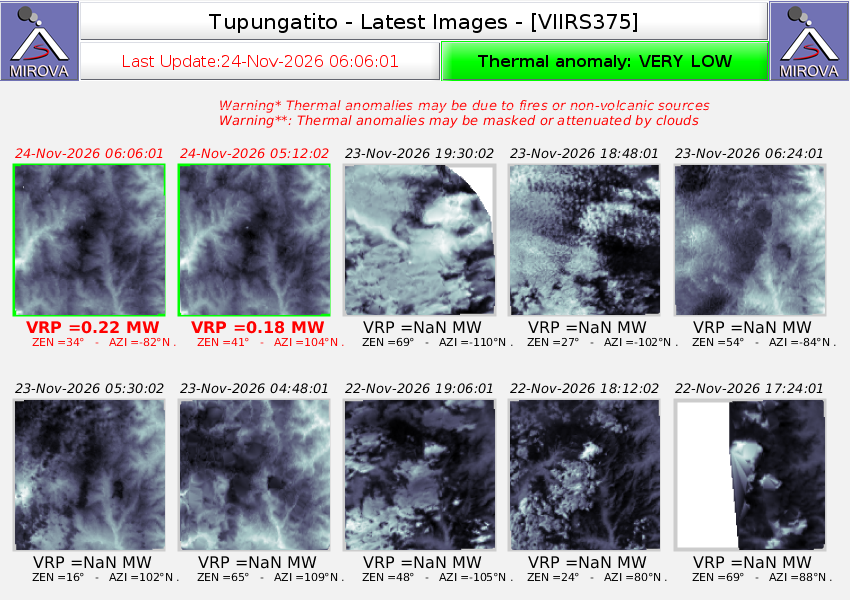 Tupungatito - Latest Images - [VIIRS375]
MIROVA
Last Update:24-Nov-2026 06:06:01
Thermal anomaly: VERY LOW
MIROVA
Warning* Thermal anomalies may be due to fires or non-volcanic sources
Warning**: Thermal anomalies may be masked or attenuated by clouds
24-Nov-2026 06:06:01
24-Nov-2026 05:12:02
23-Nov-2026 19:30:02
23-Nov-2026 18:48:01
23-Nov-2026 06:24:01
VRP =0.22 MW
VRP =0.18 MW
VRP =NaN MW
VRP =NaN MW
VRP =NaN MW
ZEN =34° - AZI =-82°N .
ZEN =41° - AZI =104°N .
ZEN =69° - AZI =-110°N .
ZEN =27° - AZI =-102°N .
ZEN =54° - AZI =-84°N .
23-Nov-2026 05:30:02
23-Nov-2026 04:48:01
22-Nov-2026 19:06:01
22-Nov-2026 18:12:02
22-Nov-2026 17:24:01
VRP =NaN MW
VRP =NaN MW
VRP =NaN MW
VRP =NaN MW
VRP =NaN MW
ZEN =16° - AZI =102°N .
ZEN =65° - AZI =109°N .
ZEN =48° - AZI =-105°N .
ZEN =24° - AZI =80°N .
ZEN =69° - AZI =88°N .